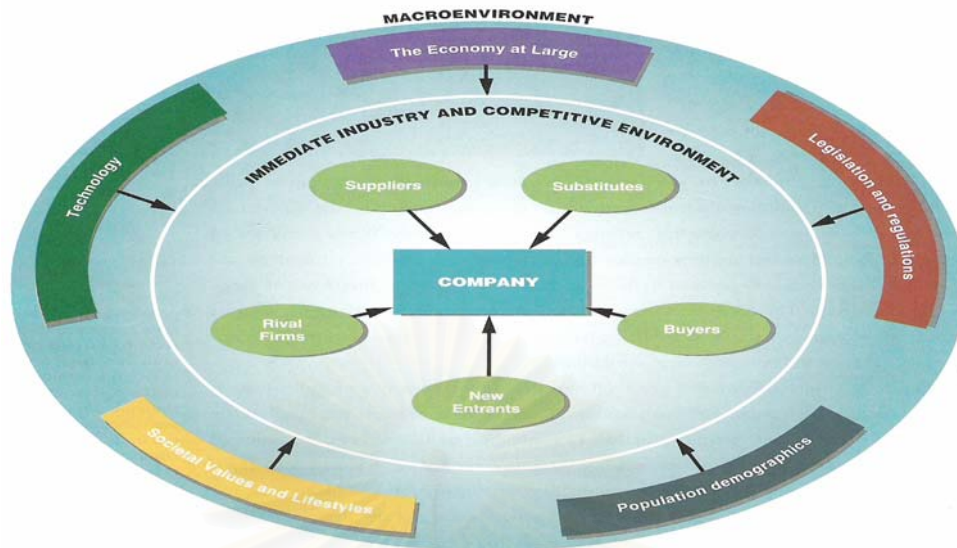 MACROENVIRONMENT
The Economy at Large
IMMEDIATE INDUSTRY AND COMPETITIVE ENVIRONMENT
Technology
Legislation and regulations
Suppliers
Substitutes
COMPANY
Rival
Firms
Buyers
New
Entrants
Societal Values and Lifestyles
Population demographics